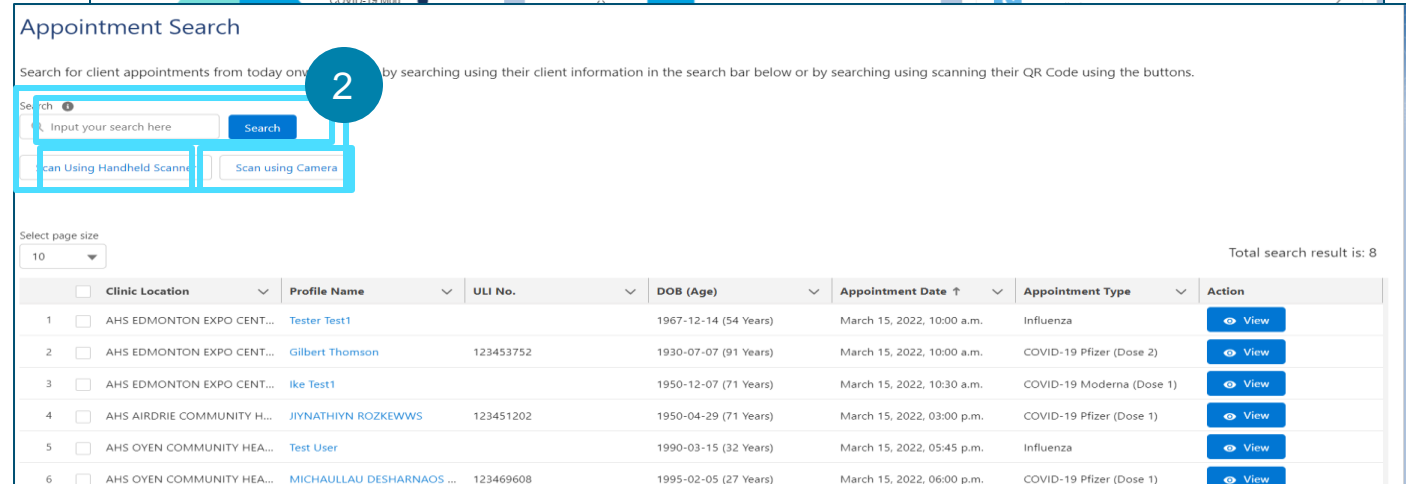 COVID-19 Mod
Appointment Search
2
Search for client appointments from today by searching using their client information in the search bar below or by searching using scanning their QR Code using the buttons.
Search
Input your search here
Search
Scan Using Handheld Scanner
Scan using Camera
Select page size
10
Total search result is: 8
Clinic Location Profile Name ULI No. DOB (Age) Appointment Date ↑ Appointment Type Action
1 AHS EDMONTON EXPO CENT... Tester Test1 1967-12-14 (54 Years) March 15, 2022, 10:00 a.m. Influenza View
2 AHS EDMONTON EXPO CENT... Gilbert Thomson 123453752 1930-07-07 (91 Years) March 15, 2022, 10:00 a.m. COVID-19 Pfizer (Dose 2) View
3 AHS EDMONTON EXPO CENT... Ike Test1 1950-12-07 (71 Years) March 15, 2022, 10:30 a.m. COVID-19 Moderna (Dose 1) View
4 AHS AIRDRIE COMMUNITY H... JIYNATHIYN ROZKEWWS 123451202 1950-04-29 (71 Years) March 15, 2022, 03:00 p.m. COVID-19 Pfizer (Dose 1) View
5 AHS OYEN COMMUNITY HEA... Test User 1990-03-15 (32 Years) March 15, 2022, 05:45 p.m. Influenza View
6 AHS OYEN COMMUNITY HEA... MICHAULLAU DESHARNAOS ... 123469608 1995-02-05 (27 Years) March 15, 2022, 06:00 p.m. COVID-19 Pfizer (Dose 1) View